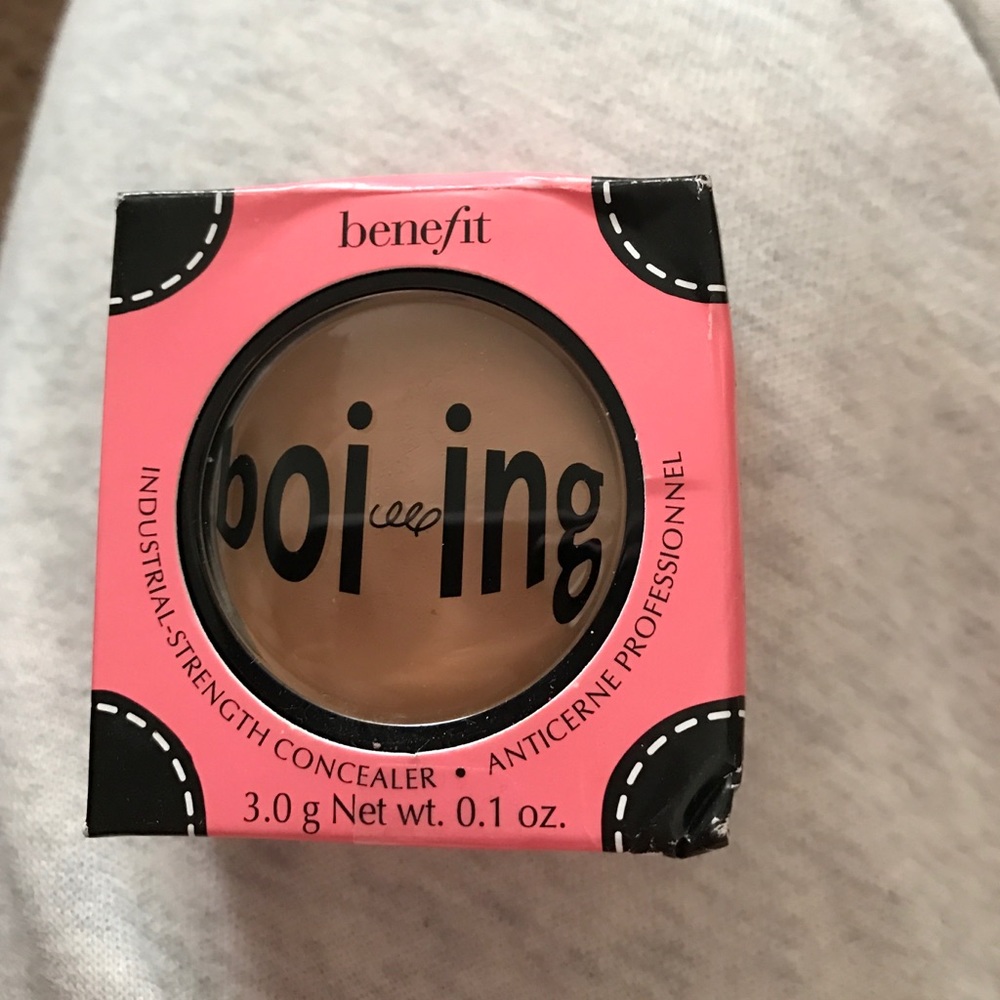 benefit
boi ing
INDUSTRIAL-STRENGTH CONCEALER • ANTICERNE PROFESSIONNEL
3.0 g Net wt. 0.1 oz.